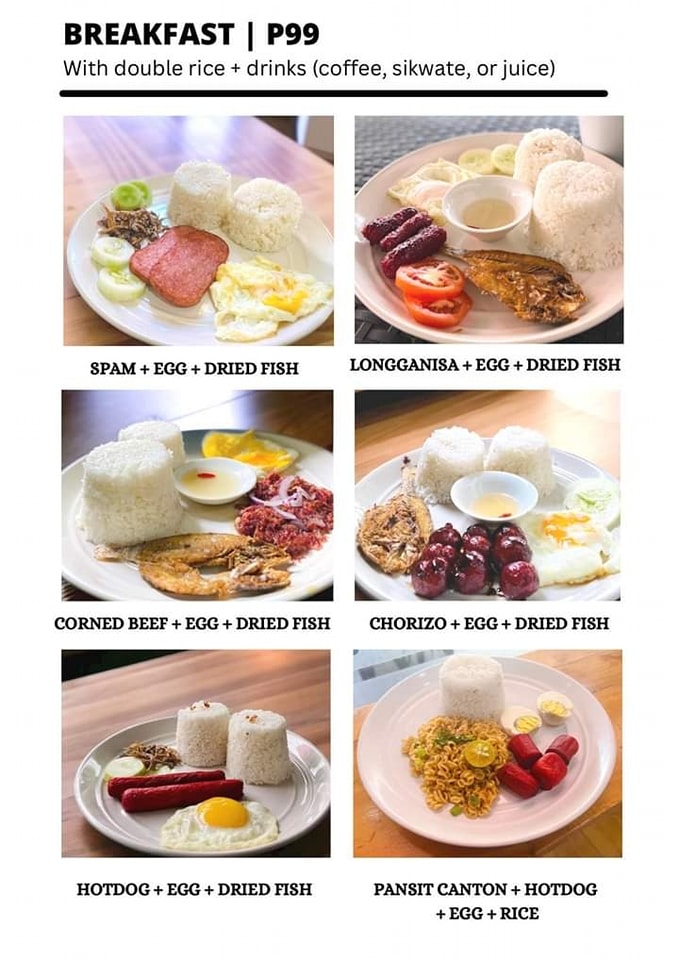 BREAKFAST | P99
With double rice + drinks (coffee, sikwate, or juice)
SPAM + EGG + DRIED FISH
LONGGANISA + EGG + DRIED FISH
CORNED BEEF + EGG + DRIED FISH
CHORIZO + EGG + DRIED FISH
HOTDOG + EGG + DRIED FISH
PANSIT CANTON + HOTDOG
+ EGG + RICE